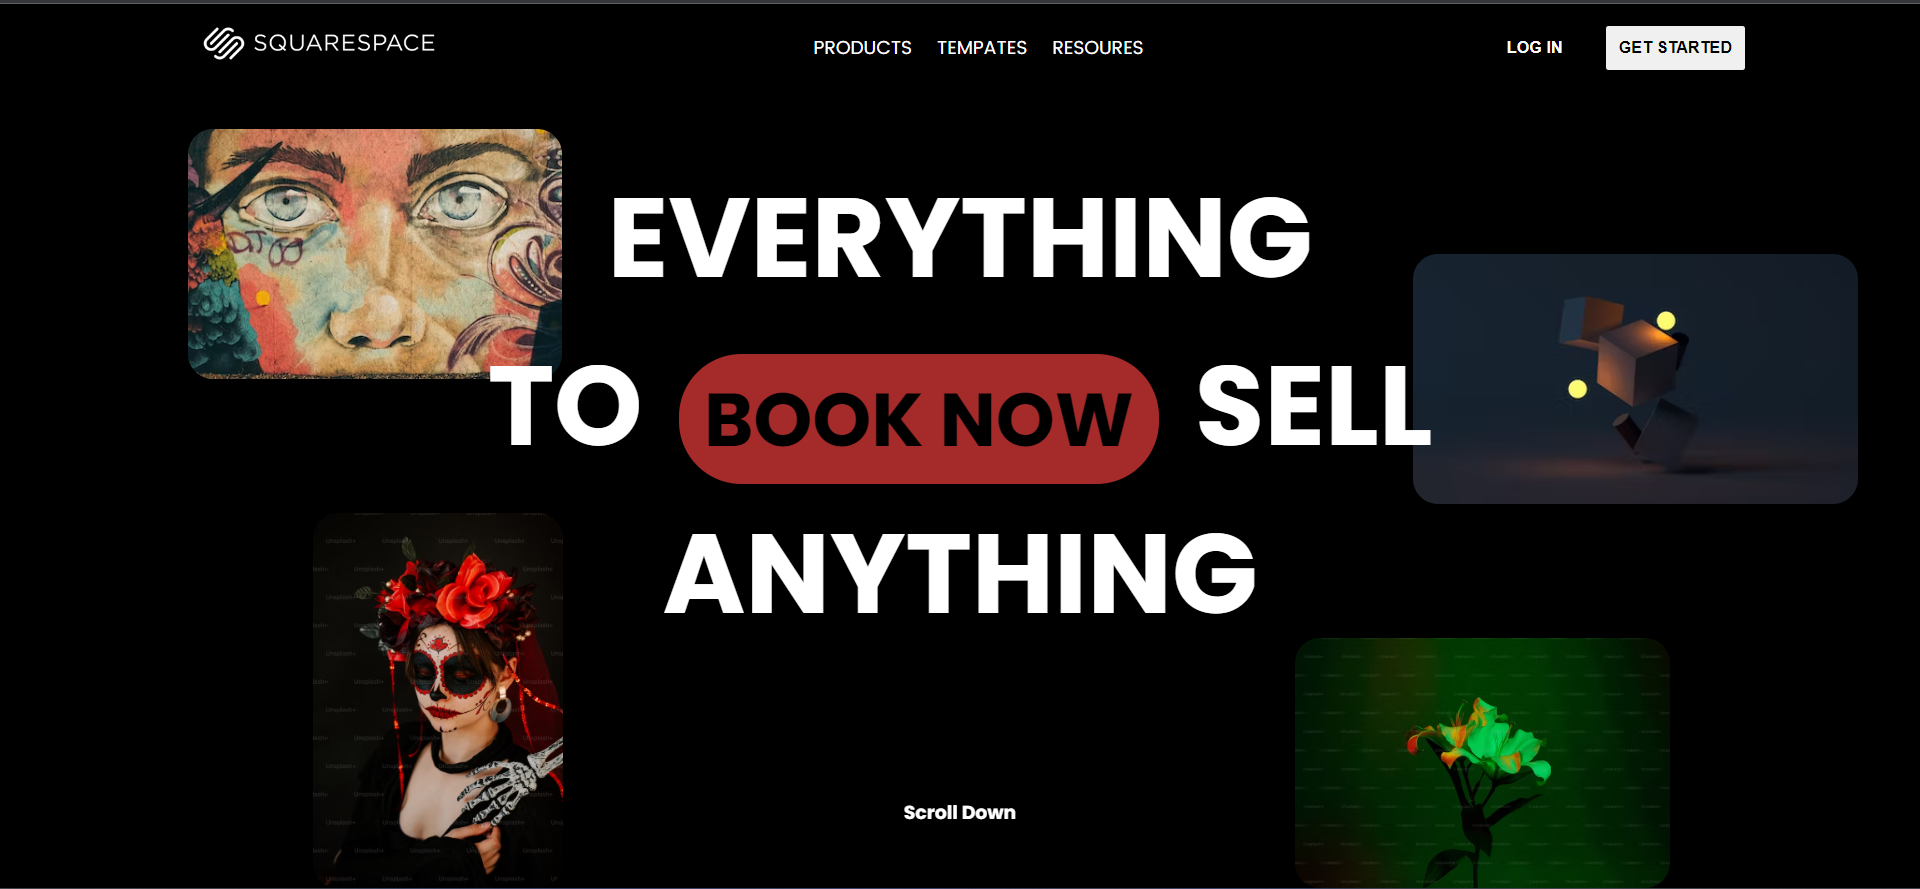 SQUARESPACE
PRODUCTS TEMPATES RESOURES
LOG IN
GET STARTED
EVERYTHING
TO BOOK NOW SELL
ANYTHING
Scroll Down